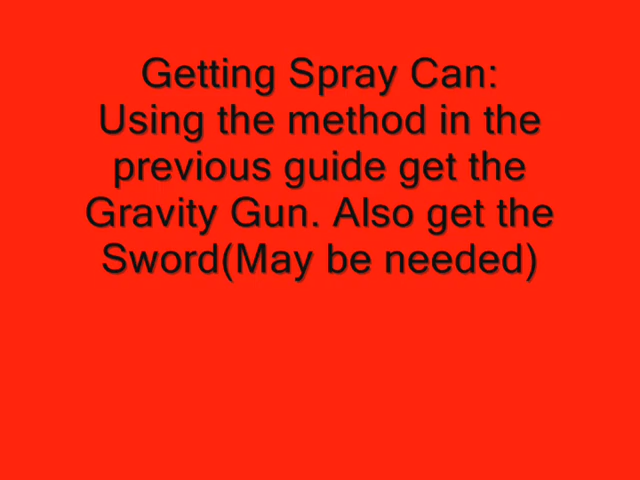 Getting Spray Can:
Using the method in the
previous guide get the
Gravity Gun. Also get the
Sword(May be needed)